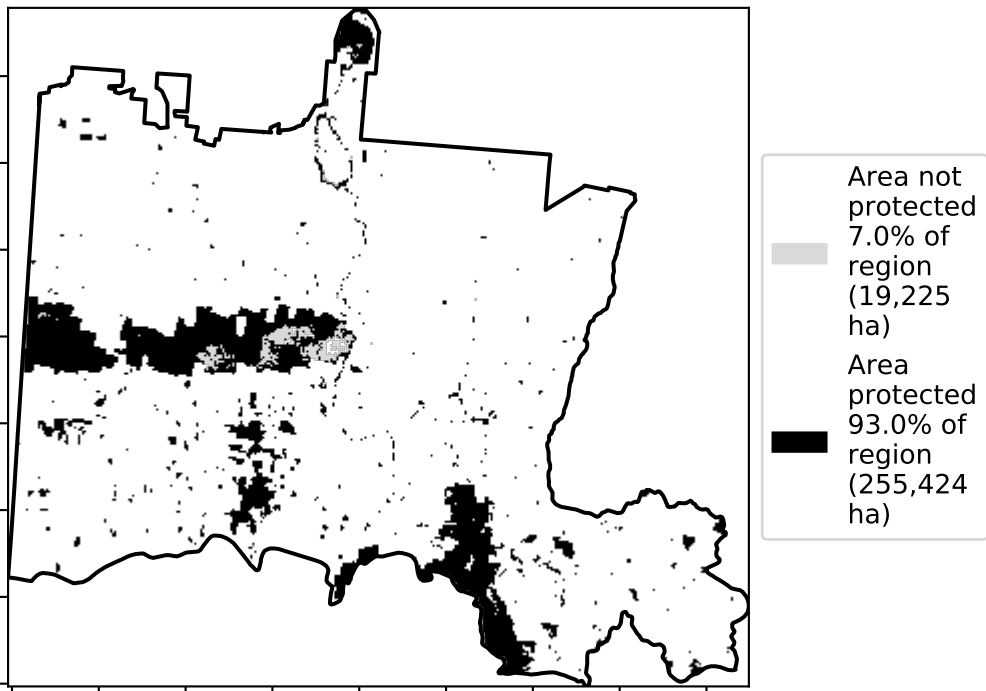 Area not
protected
7.0% of
region
(19,225
ha)
Area
protected
93.0% of
region
(255,424
ha)